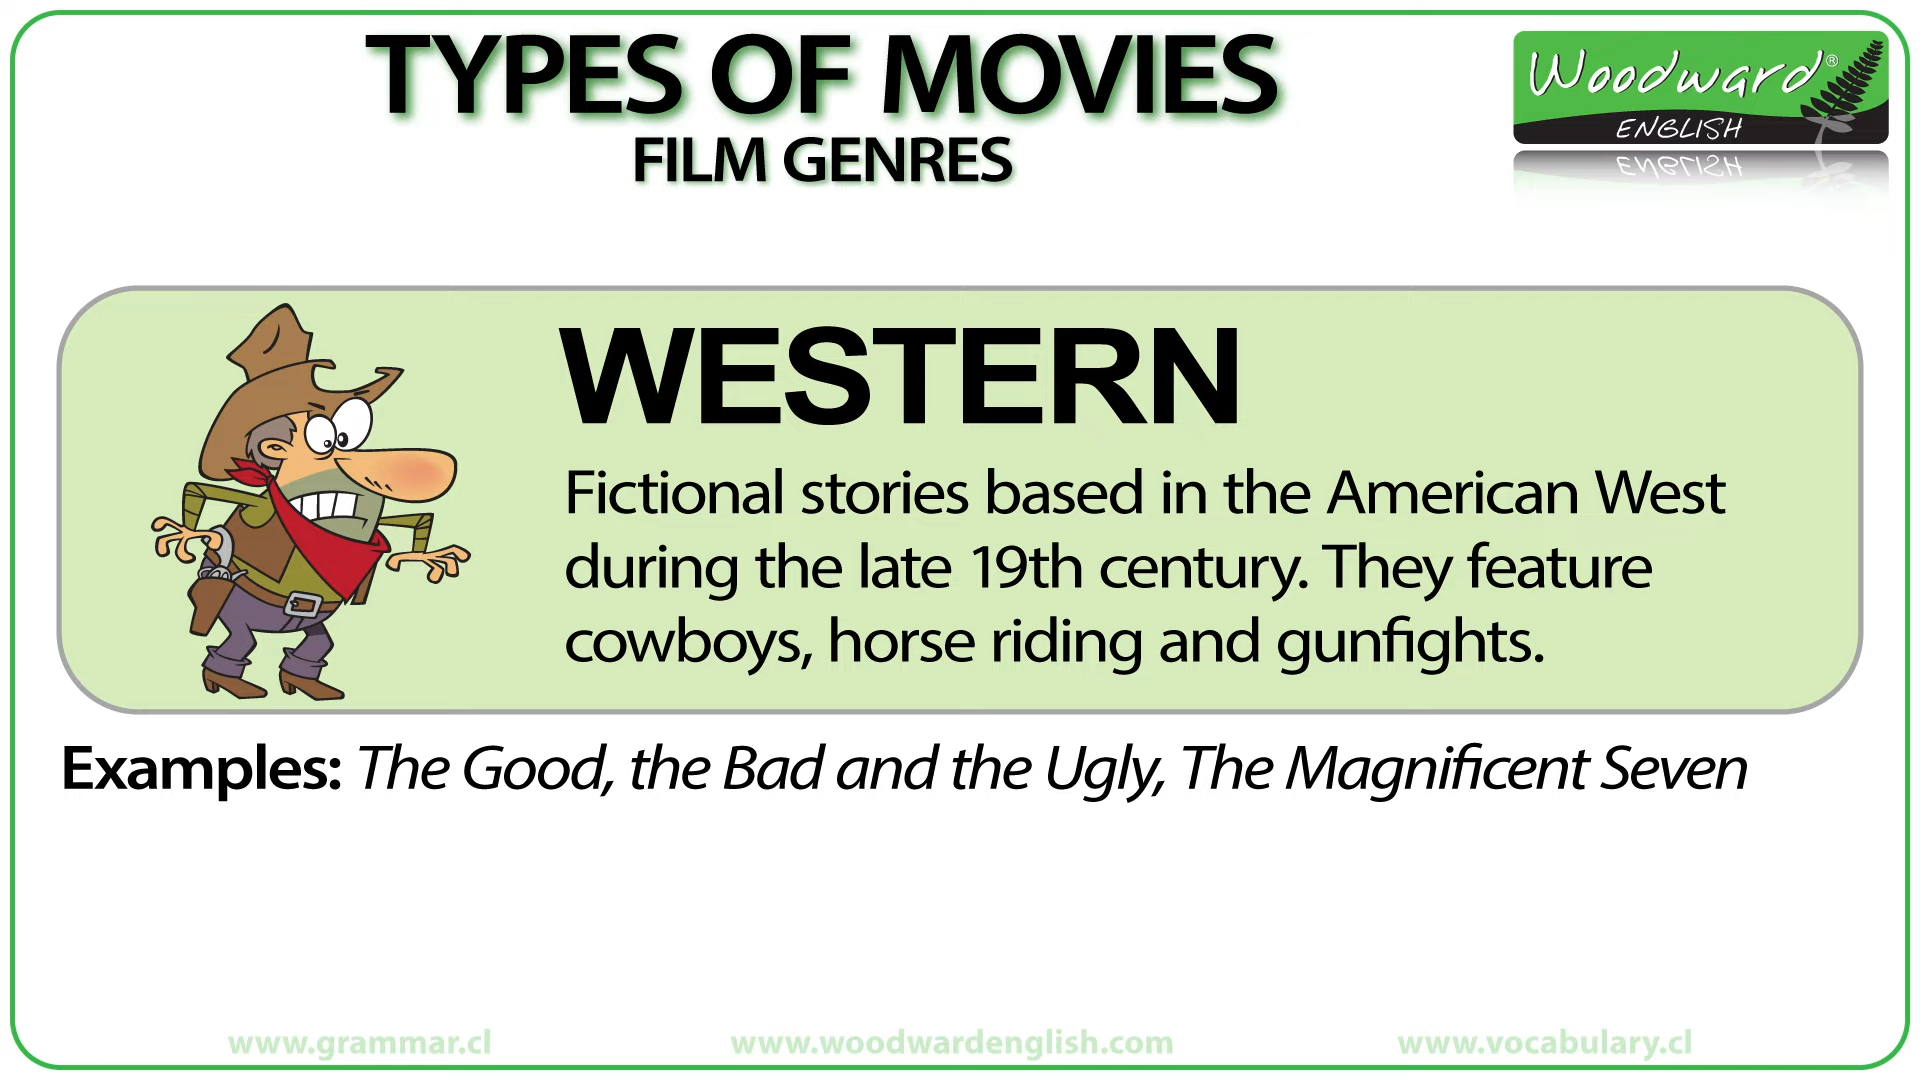 TYPES OF MOVIES
FILM GENRES
Woodward®
ENGLISH
WESTERN
Fictional stories based in the American West
during the late 19th century. They feature
cowboys, horse riding and gunfights.
Examples: The Good, the Bad and the Ugly, The Magnificent Seven
www.grammar.cl
www.woodwardenglish.com
www.vocabulary.cl